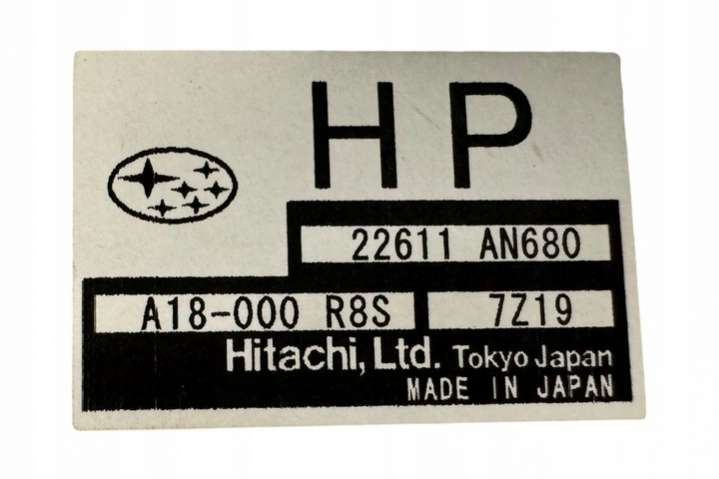 HP
22611 AN680
A18-000 R8S 7Z19
Hitachi, Ltd. Tokyo Japan
MADE IN JAPAN